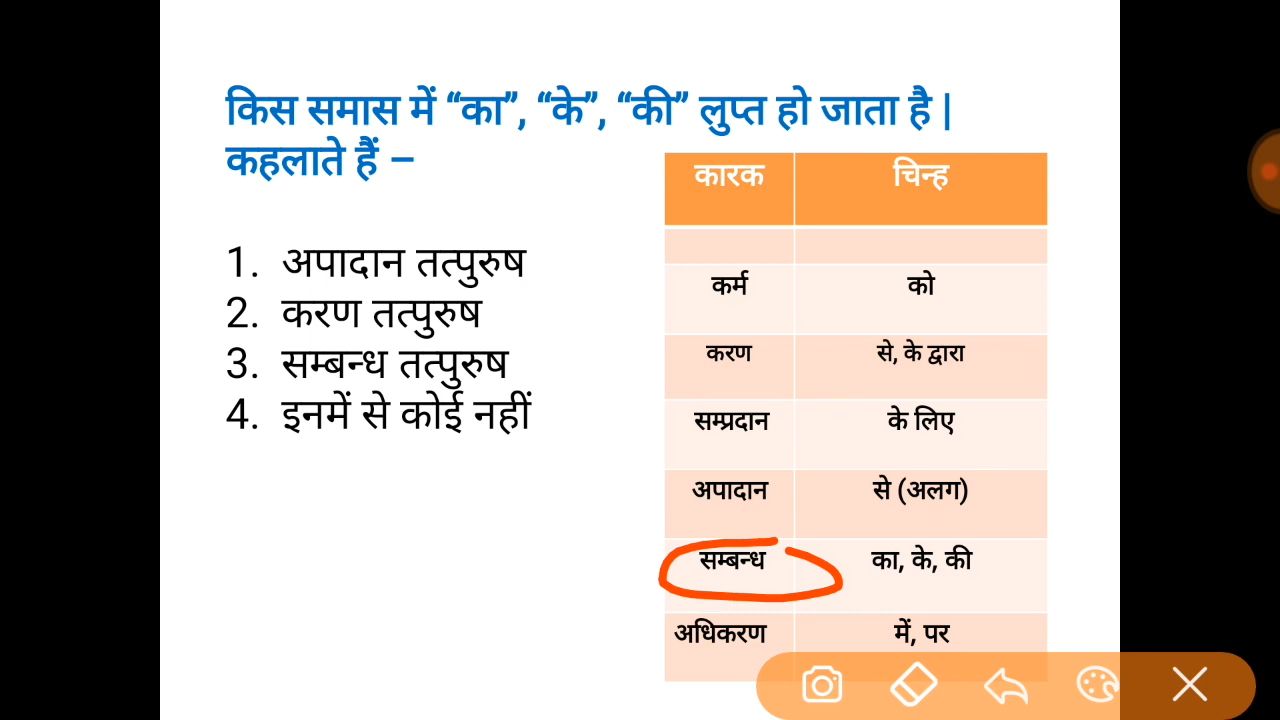 किस समास में “का”, “के”, “की” लुप्त हो जाता है |
कहलाते हैं –
1. अपादान तत्पुरुष
2. करण तत्पुरुष
3. सम्बन्ध तत्पुरुष
4. इनमें से कोई नहीं
कारक चिन्ह
कर्म को
करण से, के द्वारा
सम्प्रदान के लिए
अपादान से (अलग)
सम्बन्ध का, के, की
अधिकरण में, पर